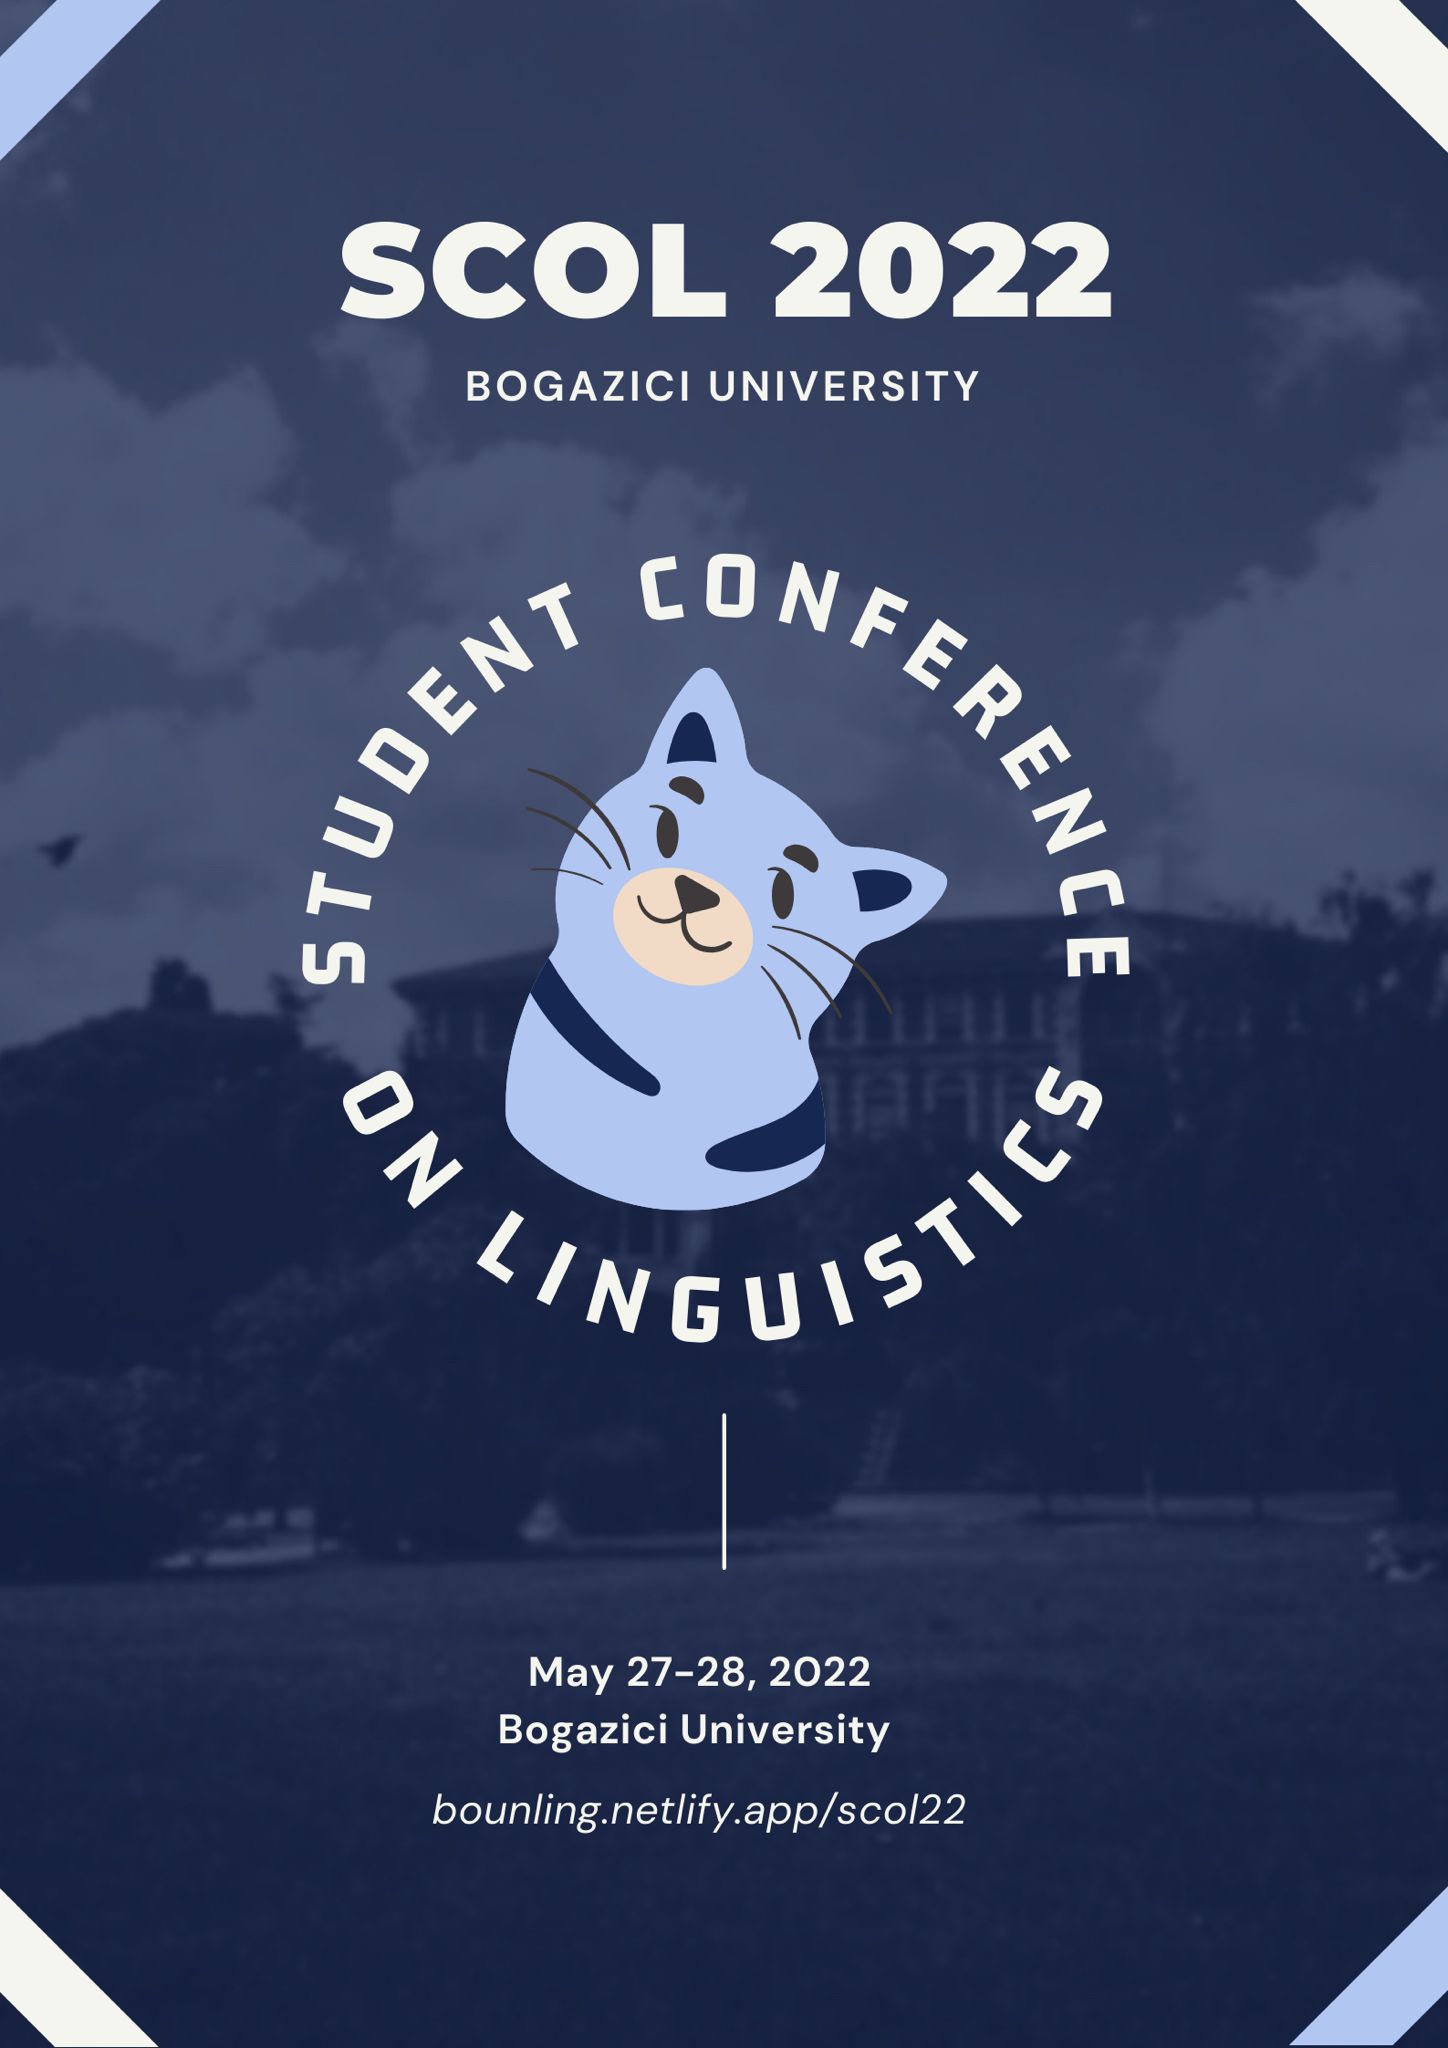 SCOL 2022
BOGAZICI UNIVERSITY
STUDENT CONFERENCE
ON LINGUISTICS
May 27-28, 2022
Bogazici University
bounling.netlify.app/scol22